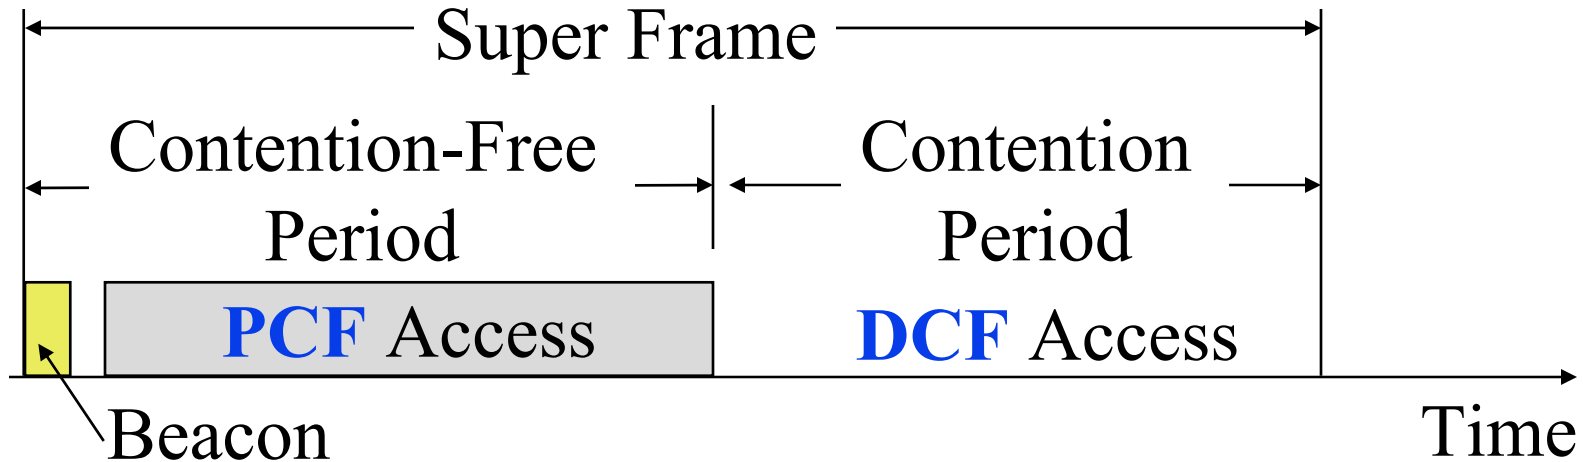 Super Frame
Contention-Free
Period
Contention
Period
PCF Access
DCF Access
Beacon
Time